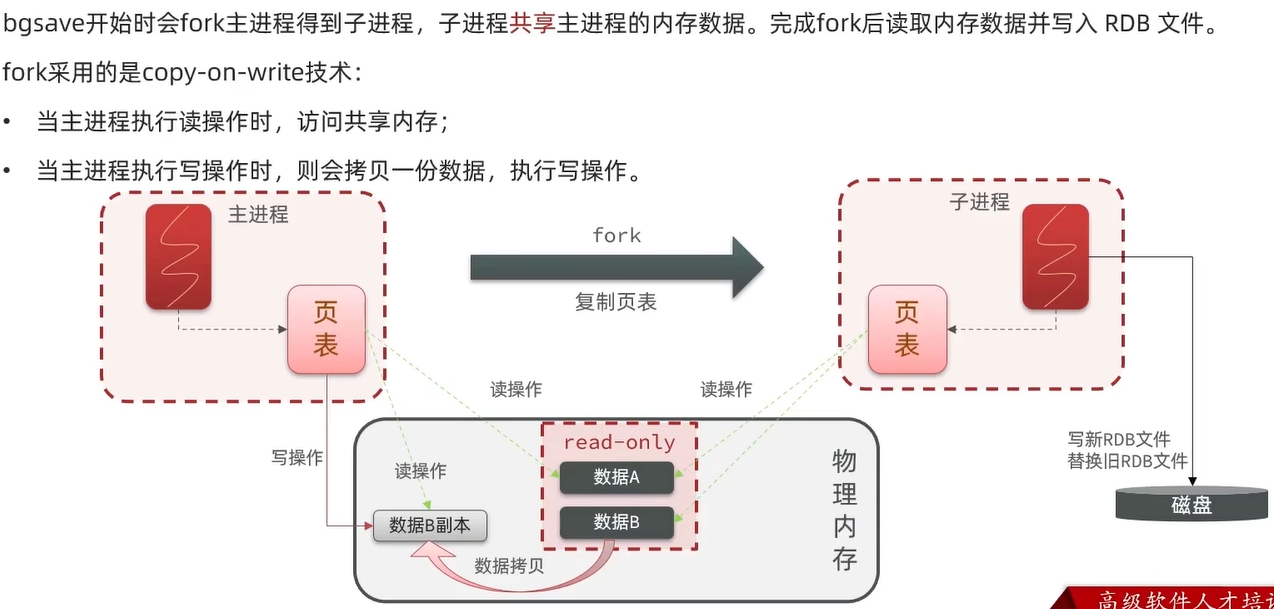 bgsave开始时会fork主进程得到子进程，子进程共享主进程的内存数据。完成fork后读取内存数据并写入 RDB 文件。
fork采用的是copy-on-write技术：
• 当主进程执行读操作时，访问共享内存；
• 当主进程执行写操作时，则会拷贝一份数据，执行写操作。
主进程
页表
fork
复制页表
子进程
页表
读操作
读操作
写操作
读操作
read-only
数据A
数据B
数据B副本
数据拷贝
物理内存
写新RDB文件
替换旧RDB文件
磁盘
高级软件人才培